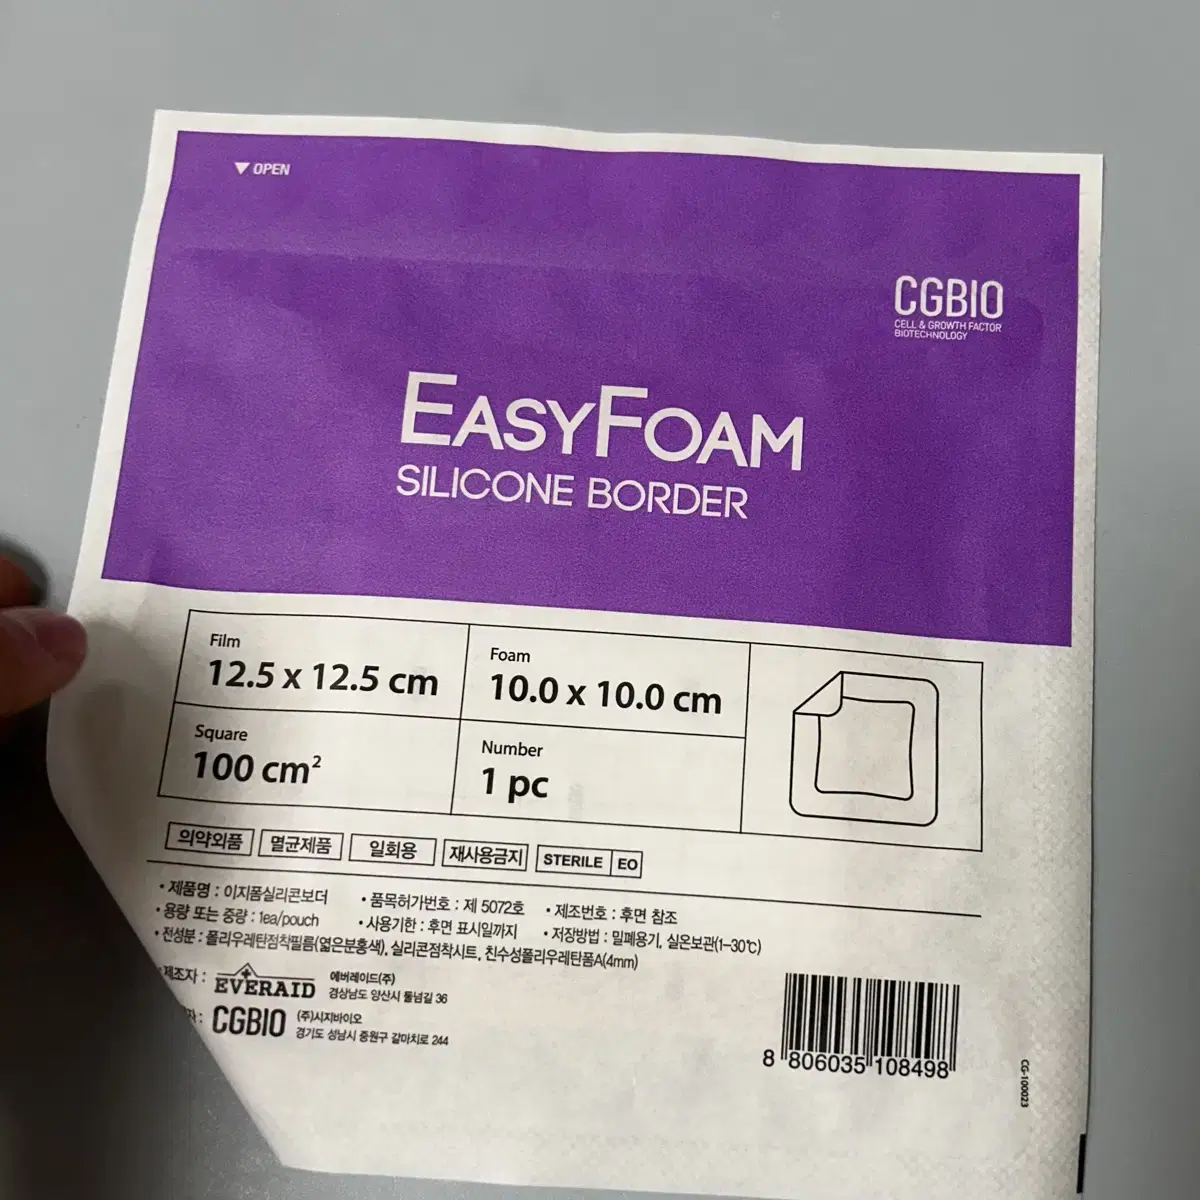 ▼ OPEN
CGBIO
CELL & GROWTH FACTOR
BIOTECHNOLOGY
EASYFOAM
SILICONE BORDER
Film
12.5 x 12.5 cm
Foam
10.0 x 10.0 cm
Square
100 cm²
Number
1 pc
의약외품 멸균제품 일회용 재사용금지 STERILE EO
• 제품명 : 이지폼실리콘보더 • 품목허가번호 : 제 5072호 • 제조번호 : 후면 참조
• 용량 또는 중량 : 1ea/pouch • 사용기한 : 후면 표시일까지 • 저장방법 : 밀폐용기, 실온보관(1-30℃)
• 전성분 : 폴리우레탄점착필름(엷은분홍색), 실리콘점착시트, 친수성폴리우레탄폼A(4mm)
제조자 : EVERAID 에버레이드(주)
경상남도 양산시 돌넘길 36
자 : CGBIO (주)시지바이오
경기도 성남시 중원구 갈마치로 244
8 806035 108498
CG-100023